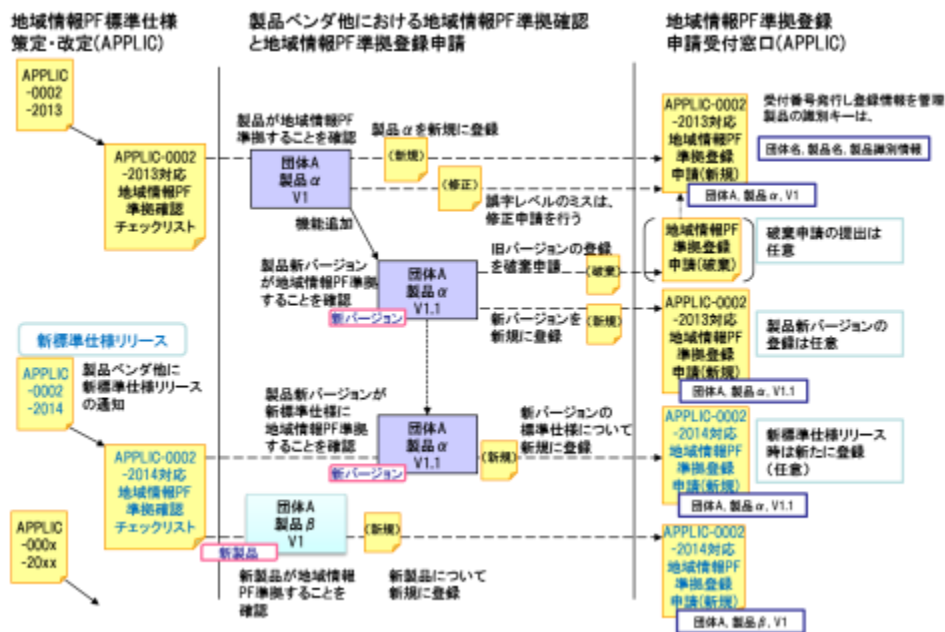 地域情報PF標準仕様
策定・改定(APPLIC)
製品ベンダ他における地域情報PF準拠確認
と地域情報PF準拠登録申請
地域情報PF準拠登録
申請受付窓口(APPLIC)
APPLIC
-0002
-2013
APPLIC-0002
-2013対応
地域情報PF
準拠確認
チェックリスト
製品が地域情報PF
準拠することを確認
団体A
製品α
V1
製品αを新規に登録
(新規)
(修正)
誤字レベルのミスは、
修正申請を行う
APPLIC-0002
-2013対応
地域情報PF
準拠登録
申請(新規)
団体A, 製品α, V1
受付番号発行し登録情報を管理
製品の識別キーは、
団体名, 製品名, 製品識別情報
機能追加
製品新バージョン
が地域情報PF準拠
することを確認
団体A
製品α
V1.1
新バージョン
旧バージョンの登録
を破棄申請
(破棄)
地域情報PF
準拠登録
申請(破棄)
破棄申請の提出は
任意
新バージョンを
新規に登録
(新規)
APPLIC-0002
-2013対応
地域情報PF
準拠登録
申請(新規)
団体A, 製品α, V1.1
製品新バージョンの
登録は任意
新標準仕様リリース
APPLIC
-0002
-2014
製品ベンダ他に
新標準仕様リリース
の通知
APPLIC-0002
-2014対応
地域情報PF
準拠確認
チェックリスト
製品新バージョンが
新標準仕様に
地域情報PF準拠
することを確認
団体A
製品α
V1.1
新バージョン
(新規)
新バージョンの
標準仕様について
新規に登録
APPLIC-0002
-2014対応
地域情報PF
準拠登録
申請(新規)
団体A, 製品α, V1.1
新標準仕様リリース
時は新たに登録
(任意)
APPLIC
-000x
-20xx
団体A
製品β
V1
新製品
(新規)
新製品が地域情報
PF準拠することを
確認
新製品について
新規に登録
APPLIC-0002
-2014対応
地域情報PF
準拠登録
申請(新規)
団体A, 製品β, V1